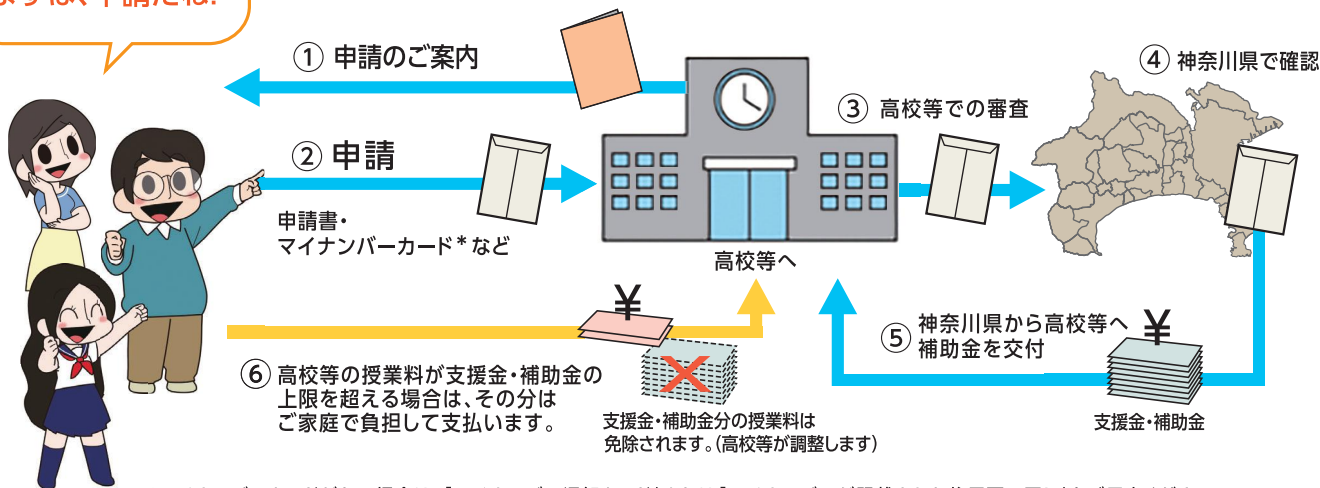 まずは、申請だね!
① 申請のご案内
② 申請
申請書・
マイナンバーカード*など
高校等へ
③ 高校等での審査
④ 神奈川県で確認
⑤ 神奈川県から高校等へ
補助金を交付
¥
支援金・補助金
¥
⑥ 高校等の授業料が支援金・補助金の
上限を超える場合は、その分は
ご家庭で負担して支払います。
支援金・補助金分の授業料は
免除されます。(高校等が調整します)